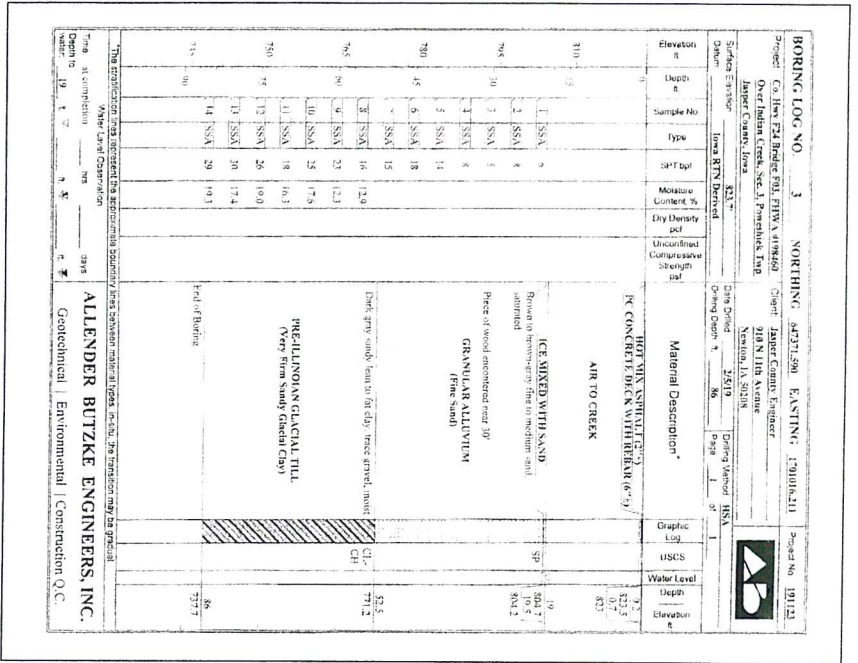 BORING LOG NO. 3 NORTHING 647371.590 EASTING 1701016.211 Project No. 191123
Project Co. Hwy F24 Bridge F03, FHWA #198460
Over Indian Creek, Sec. 3, Poweshiek Twp
Jasper County, Iowa
Client: Jasper County Engineer
910 N 11th Avenue
Newton, IA 50208
Surface Elevation 823.7'
Datum Iowa RTN Derived
Date Drilled 2/5/19
Drilling Depth ft. 86
Drilling Method HSA
Page 1 of 1
Elevation ft
Depth ft
Sample No
Type
SPT bpf
Moisture Content, %
Dry Density pcf
Unconfined Compressive Strength psf
Material Description*
Graphic Log
USCS
Water Level
Depth
Elevation ft
0
HOT MIX ASPHALT (2"±) 0.2
823.5
PC CONCRETE DECK WITH REBAR (6"±) 0.7
823
AIR TO CREEK
810
15
19
804.7
ICE MIXED WITH SAND 19.5
804.2
1 SSA
Brown to brown-gray fine to medium sand SP
saturated
2 SSA 8
795
30
3 SSA
Piece of wood encountered near 30'
4 SSA 8
GRANULAR ALLUVIUM
(Fine Sand)
5 SSA 14
780
45
6 SSA 18
7 SSA 15
52.5
771.2
8 SSA 16 12.9
Dark gray sandy lean to fat clay, trace gravel, moist CL-CH
765
60
9 SSA 23 12.3
10 SSA 25 17.6
11 SSA 18 16.3
PRE-ILLINOIAN GLACIAL TILL
(Very Firm Sandy Glacial Clay)
750
75
12 SSA 26 19.0
13 SSA 30 17.4
14 SSA 29 19.3
86
737.7
End of Boring
735
90
*The stratification lines represent the approximate boundary lines between material types, in-situ, the transition may be gradual
Water Level Observation
Time at completion hrs days
Depth to water: 19 ft. ft. ft.
ALLENDER BUTZKE ENGINEERS, INC.
Geotechnical | Environmental | Construction Q.C.